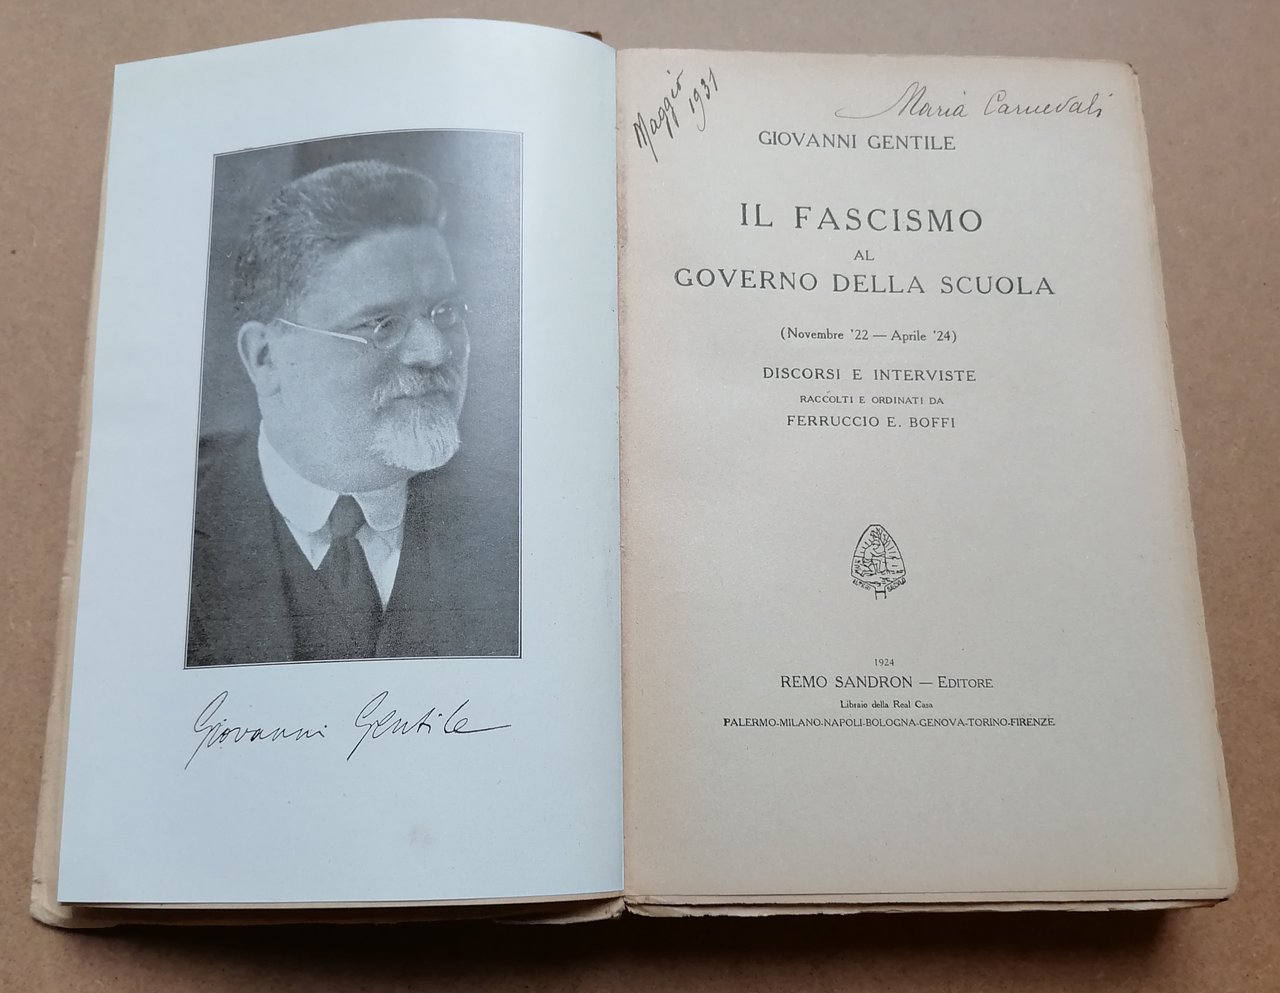 Giovanni Gentile
Maggio 1931
Maria Carnevali
GIOVANNI GENTILE
IL FASCISMO
AL
GOVERNO DELLA SCUOLA
(Novembre '22 — Aprile '24)
DISCORSI E INTERVISTE
RACCOLTI E ORDINATI DA
FERRUCCIO E. BOFFI
ALTERI SAECULO
1924
REMO SANDRON — EDITORE
Libraio della Real Casa
PALERMO-MILANO-NAPOLI-BOLOGNA-GENOVA-TORINO-FIRENZE